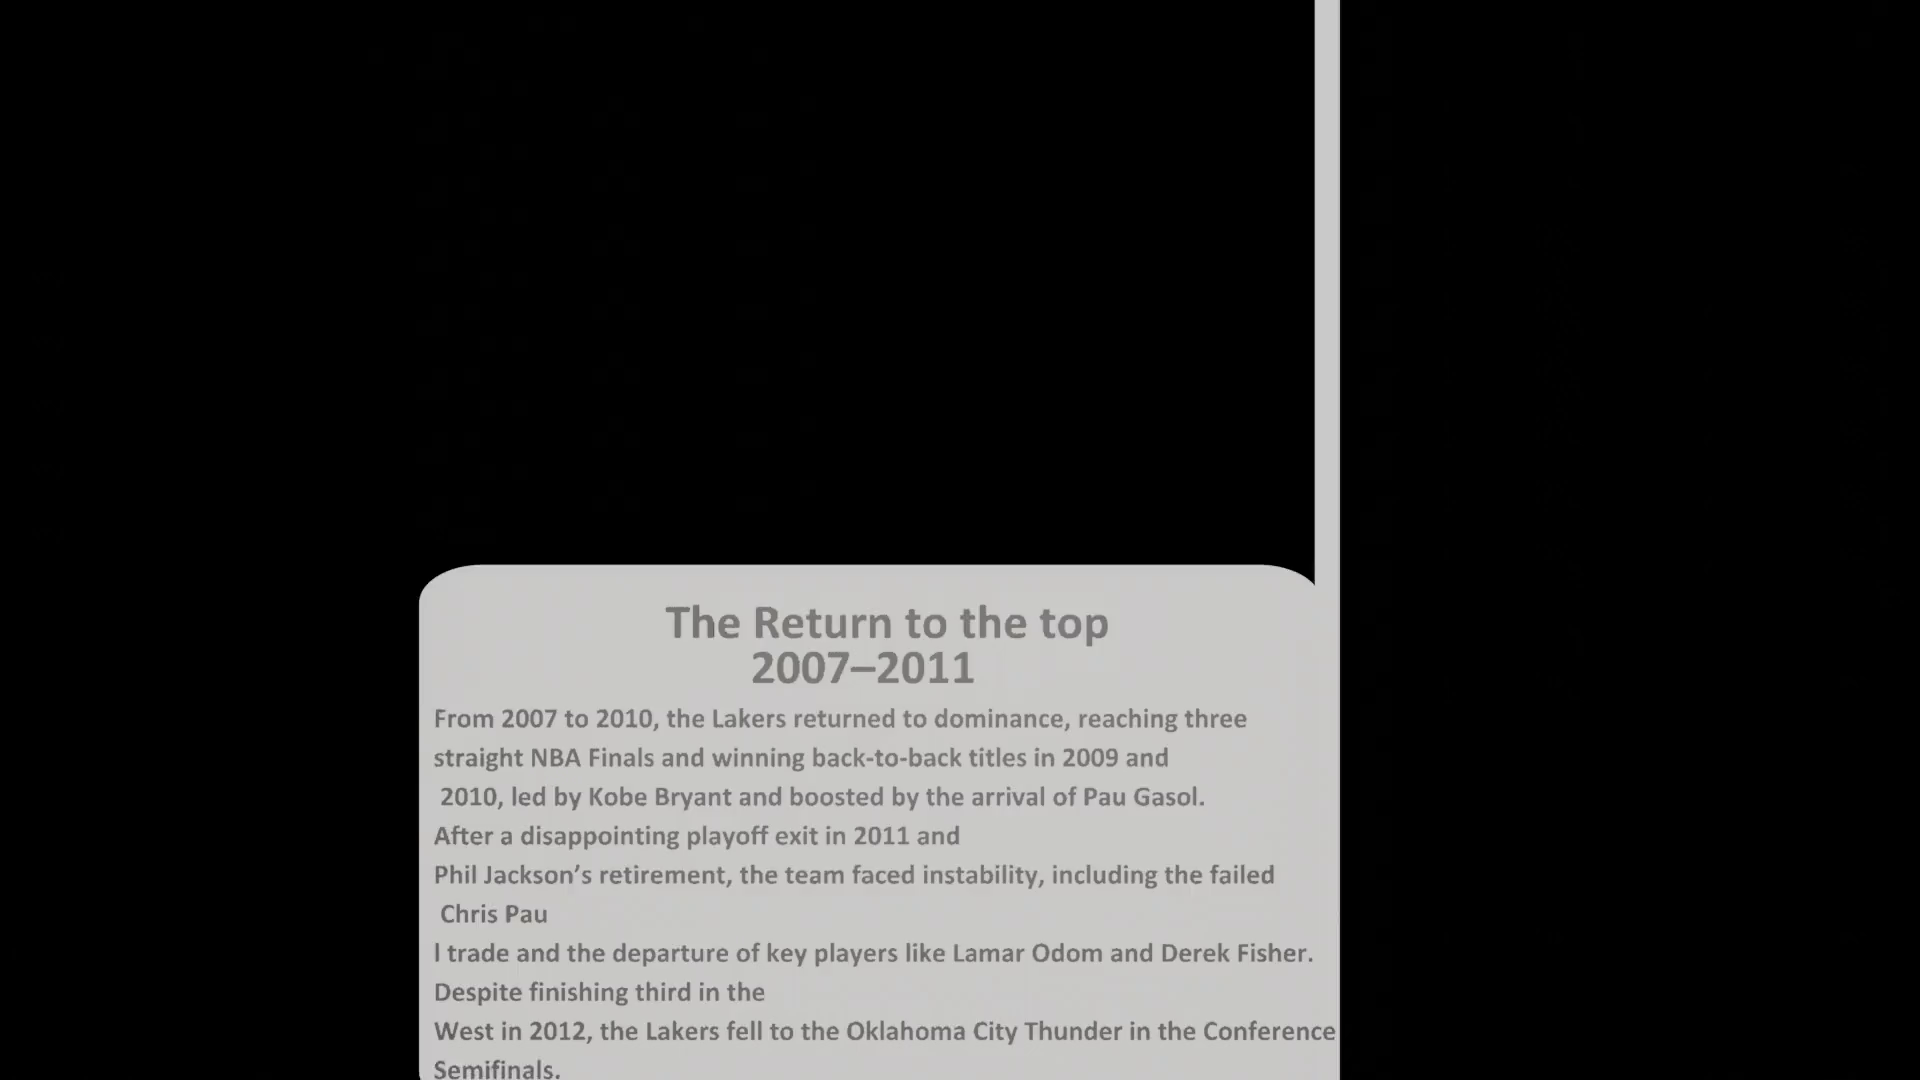 The Return to the top
2007–2011
From 2007 to 2010, the Lakers returned to dominance, reaching three
straight NBA Finals and winning back-to-back titles in 2009 and
2010, led by Kobe Bryant and boosted by the arrival of Pau Gasol.
After a disappointing playoff exit in 2011 and
Phil Jackson’s retirement, the team faced instability, including the failed
Chris Pau
l trade and the departure of key players like Lamar Odom and Derek Fisher.
Despite finishing third in the
West in 2012, the Lakers fell to the Oklahoma City Thunder in the Conference
Semifinals.